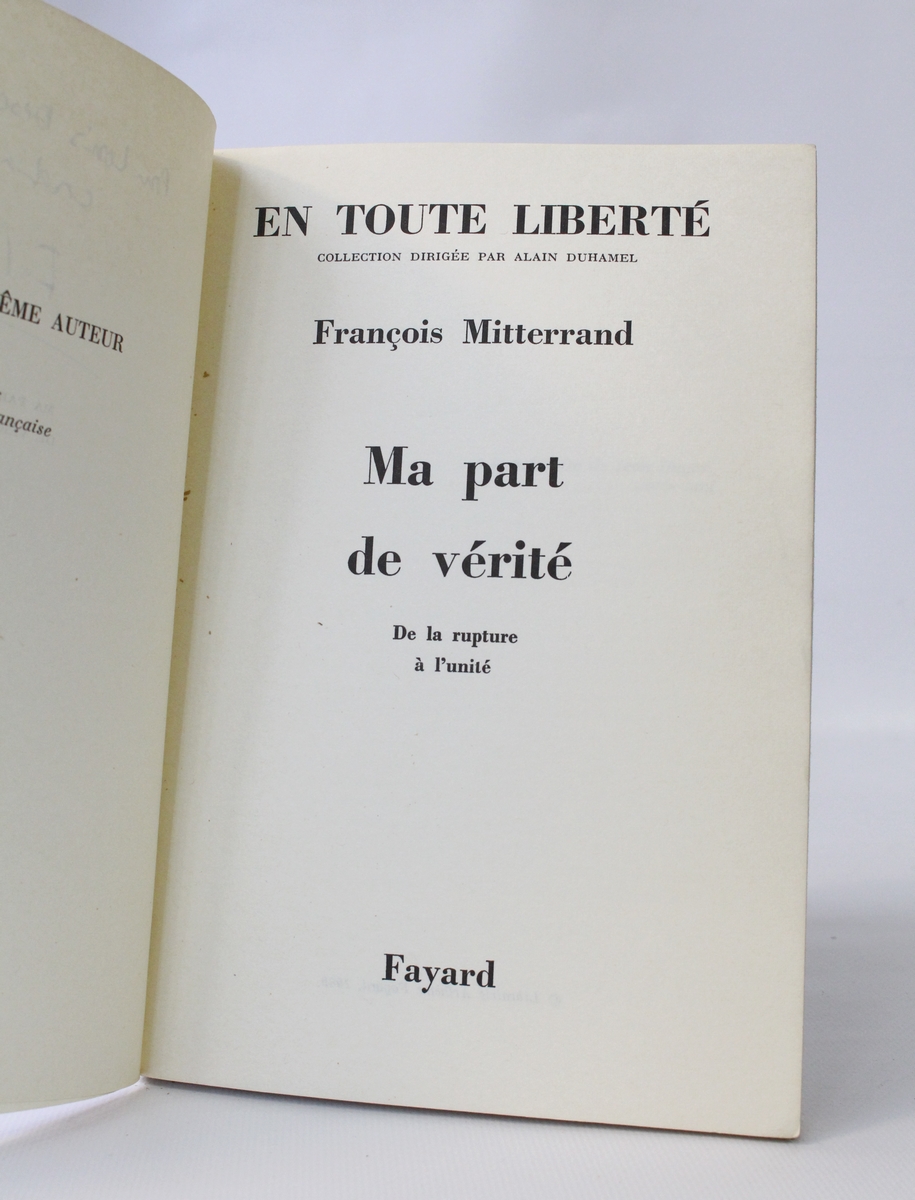 ÊME AUTEUR
ançaise
EN TOUTE LIBERTÉ
COLLECTION DIRIGÉE PAR ALAIN DUHAMEL
François Mitterrand
Ma part
de vérité
De la rupture
à l'unité
Fayard